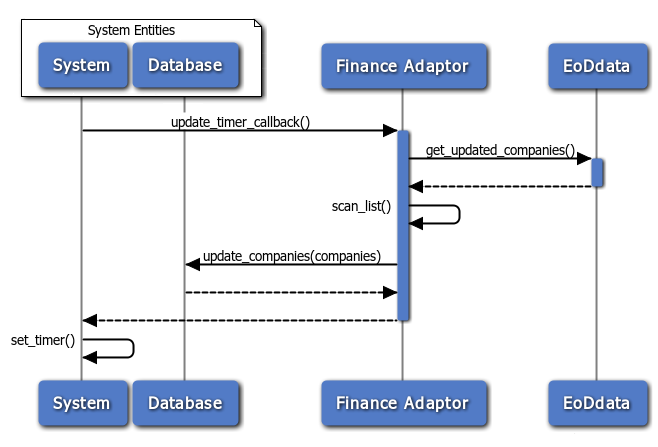 System Entities
System
Database
Finance Adaptor
EoDdata
update_timer_callback()
get_updated_companies()
scan_list()
update_companies(companies)
set_timer()
System
Database
Finance Adaptor
EoDdata